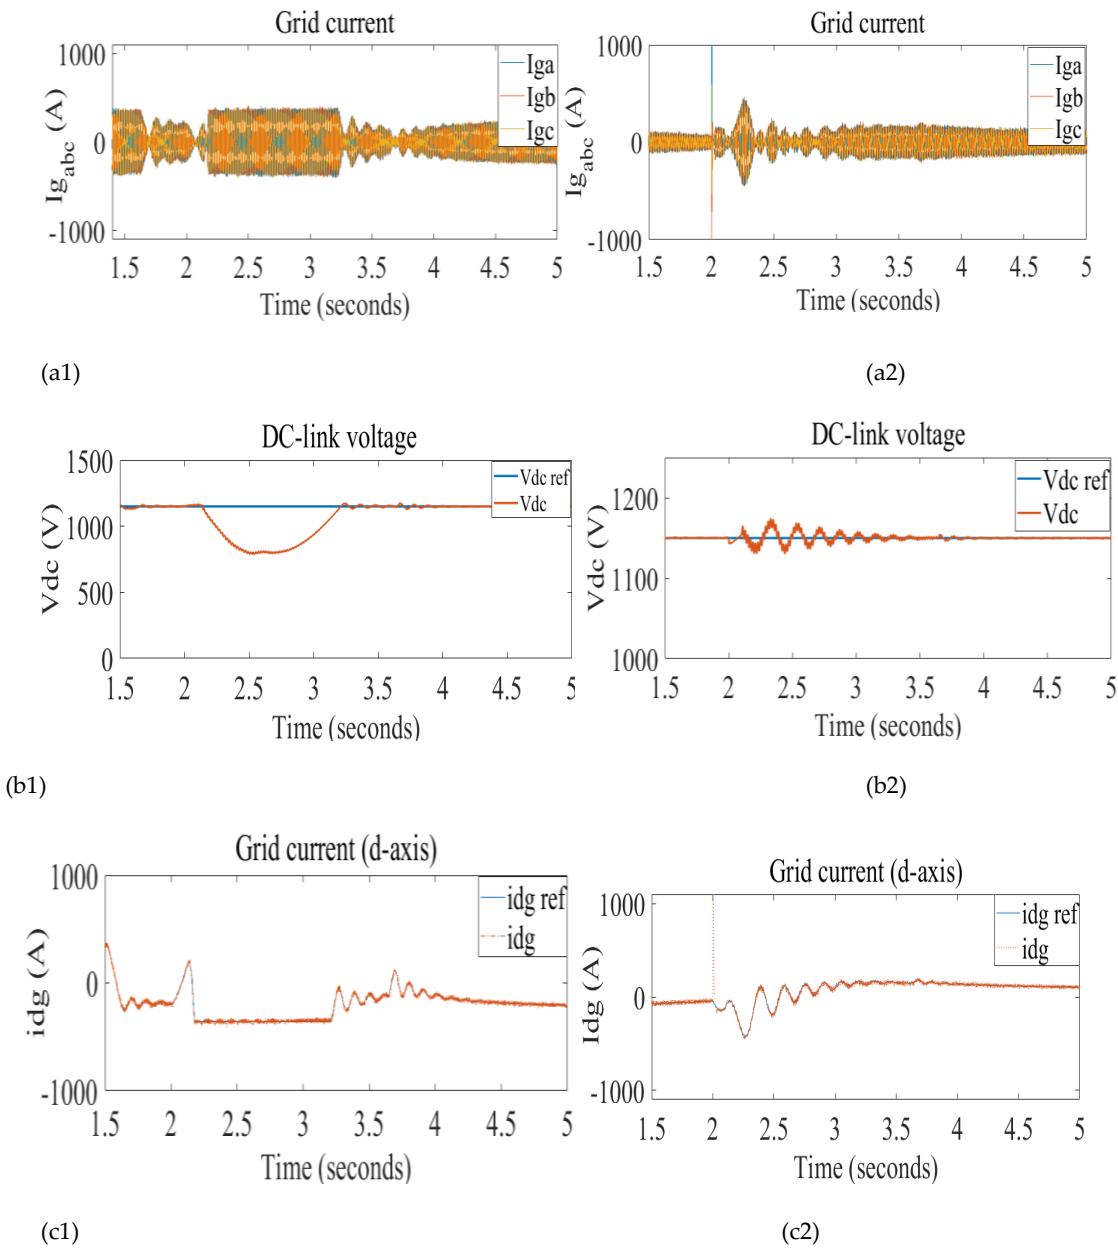 Grid current
1000
0
-1000
Ig_abc (A)
Iga
Igb
Igc
1.5 2 2.5 3 3.5 4 4.5 5
Time (seconds)
(a1)
Grid current
1000
0
-1000
Ig_abc (A)
Iga
Igb
Igc
1.5 2 2.5 3 3.5 4 4.5 5
Time (seconds)
(a2)
DC-link voltage
1500
1000
500
0
Vdc (V)
Vdc ref
Vdc
1.5 2 2.5 3 3.5 4 4.5 5
Time (seconds)
(b1)
DC-link voltage
1200
1100
1000
Vdc (V)
Vdc ref
Vdc
1.5 2 2.5 3 3.5 4 4.5 5
Time (seconds)
(b2)
Grid current (d-axis)
1000
0
-1000
idg (A)
idg ref
idg
1.5 2 2.5 3 3.5 4 4.5 5
Time (seconds)
(c1)
Grid current (d-axis)
1000
0
-1000
Idg (A)
idg ref
idg
1.5 2 2.5 3 3.5 4 4.5 5
Time (seconds)
(c2)